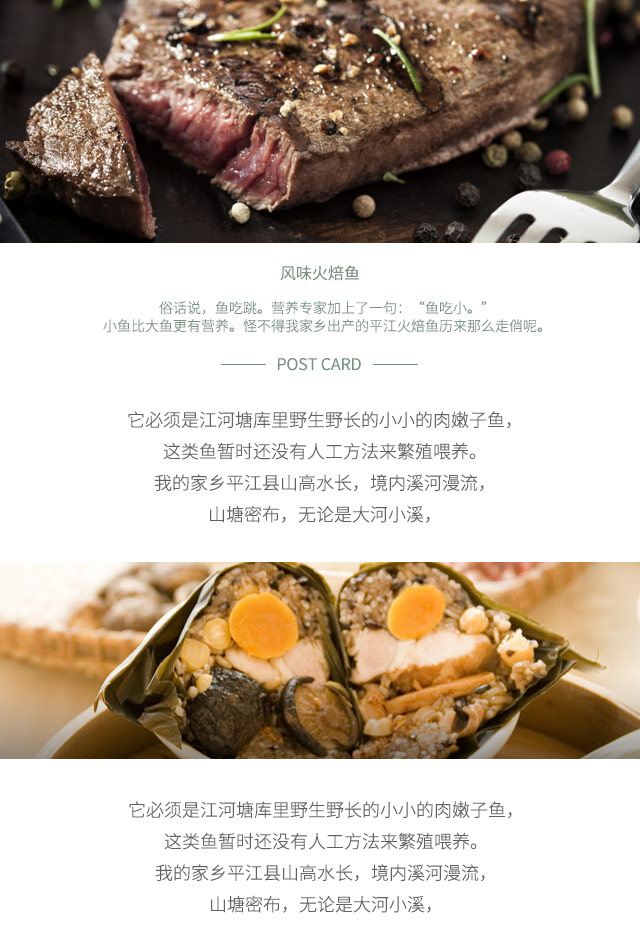 风味火焙鱼
俗话说，鱼吃跳。营养专家加上了一句：“鱼吃小。”
小鱼比大鱼更有营养。怪不得我家乡出产的平江火焙鱼历来那么走俏呢。
POST CARD
它必须是江河塘库里野生野长的小小的肉嫩子鱼，
这类鱼暂时还没有人工方法来繁殖喂养。
我的家乡平江县山高水长，境内溪河漫流，
山塘密布，无论是大河小溪，
它必须是江河塘库里野生野长的小小的肉嫩子鱼，
这类鱼暂时还没有人工方法来繁殖喂养。
我的家乡平江县山高水长，境内溪河漫流，
山塘密布，无论是大河小溪，